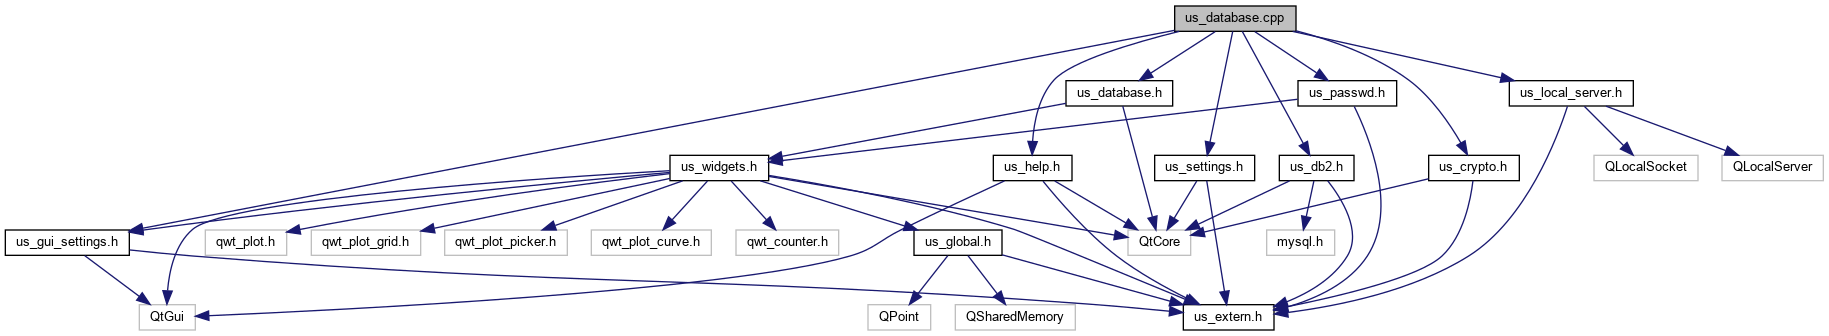 us_database.cpp
us_database.h
us_passwd.h
us_local_server.h
us_widgets.h
us_help.h
us_settings.h
us_db2.h
us_crypto.h
QLocalSocket
QLocalServer
us_gui_settings.h
qwt_plot.h
qwt_plot_grid.h
qwt_plot_picker.h
qwt_plot_curve.h
qwt_counter.h
us_global.h
QtCore
mysql.h
QtGui
QPoint
QSharedMemory
us_extern.h